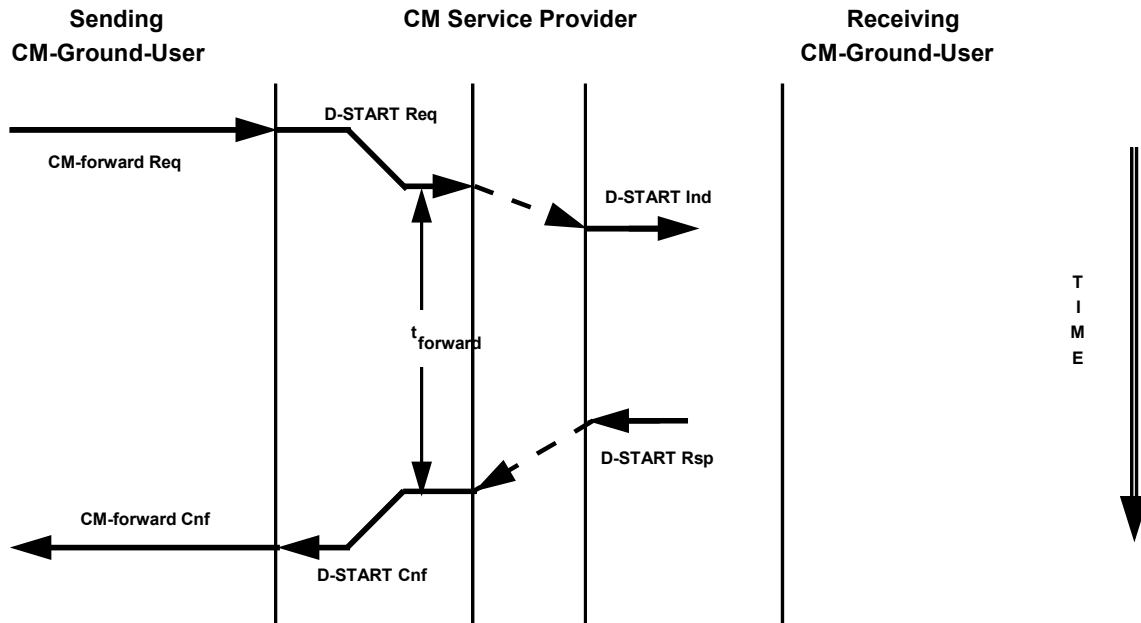 Sending
CM-Ground-User
CM Service Provider
Receiving
CM-Ground-User
D-START Req
CM-forward Req
D-START Ind
T
I
M
E
tforward
D-START Rsp
CM-forward Cnf
D-START Cnf